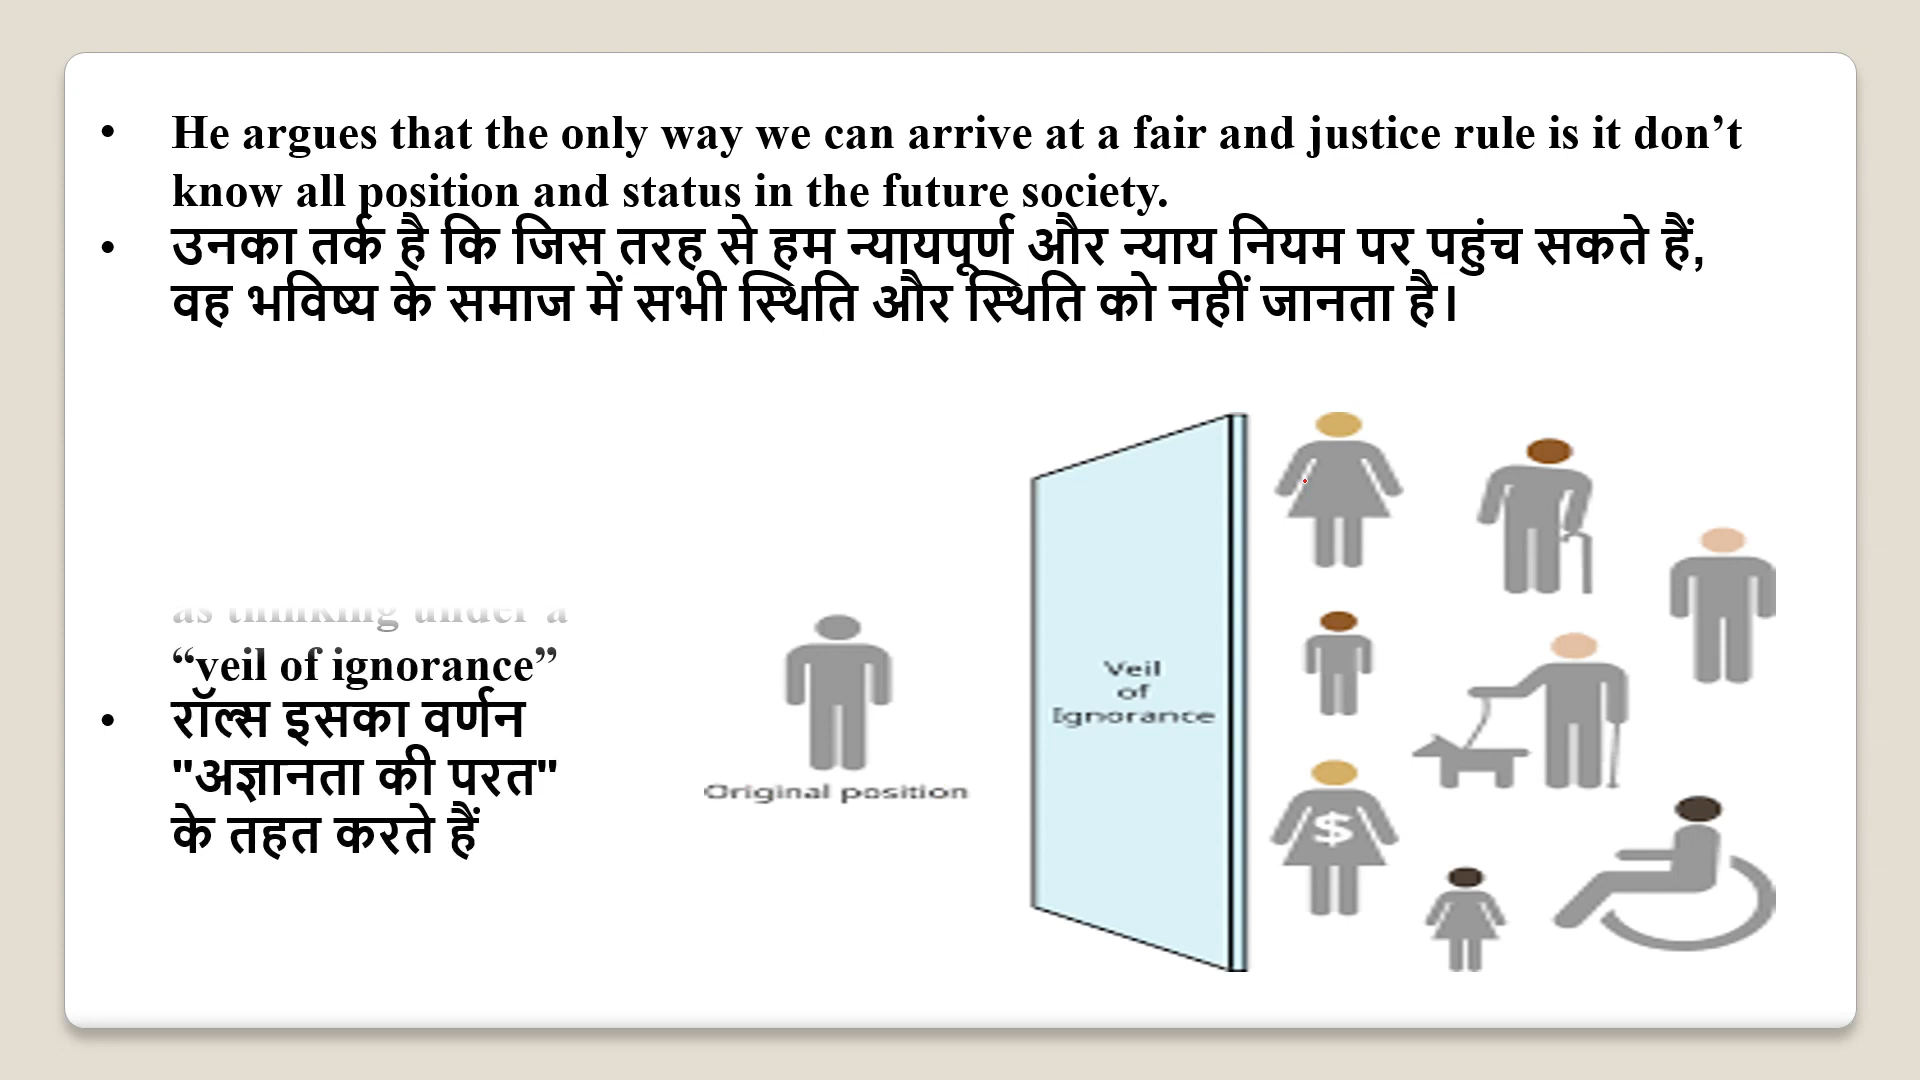 • He argues that the only way we can arrive at a fair and justice rule is it don’t
know all position and status in the future society.
• उनका तर्क है कि जिस तरह से हम न्यायपूर्ण और न्याय नियम पर पहुंच सकते हैं,
वह भविष्य के समाज में सभी स्थिति और स्थिति को नहीं जानता है।
as thinking under a
“veil of ignorance”
• रॉल्स इसका वर्णन
"अज्ञानता की परत"
के तहत करते हैं
Original position
Veil
of
Ignorance
$